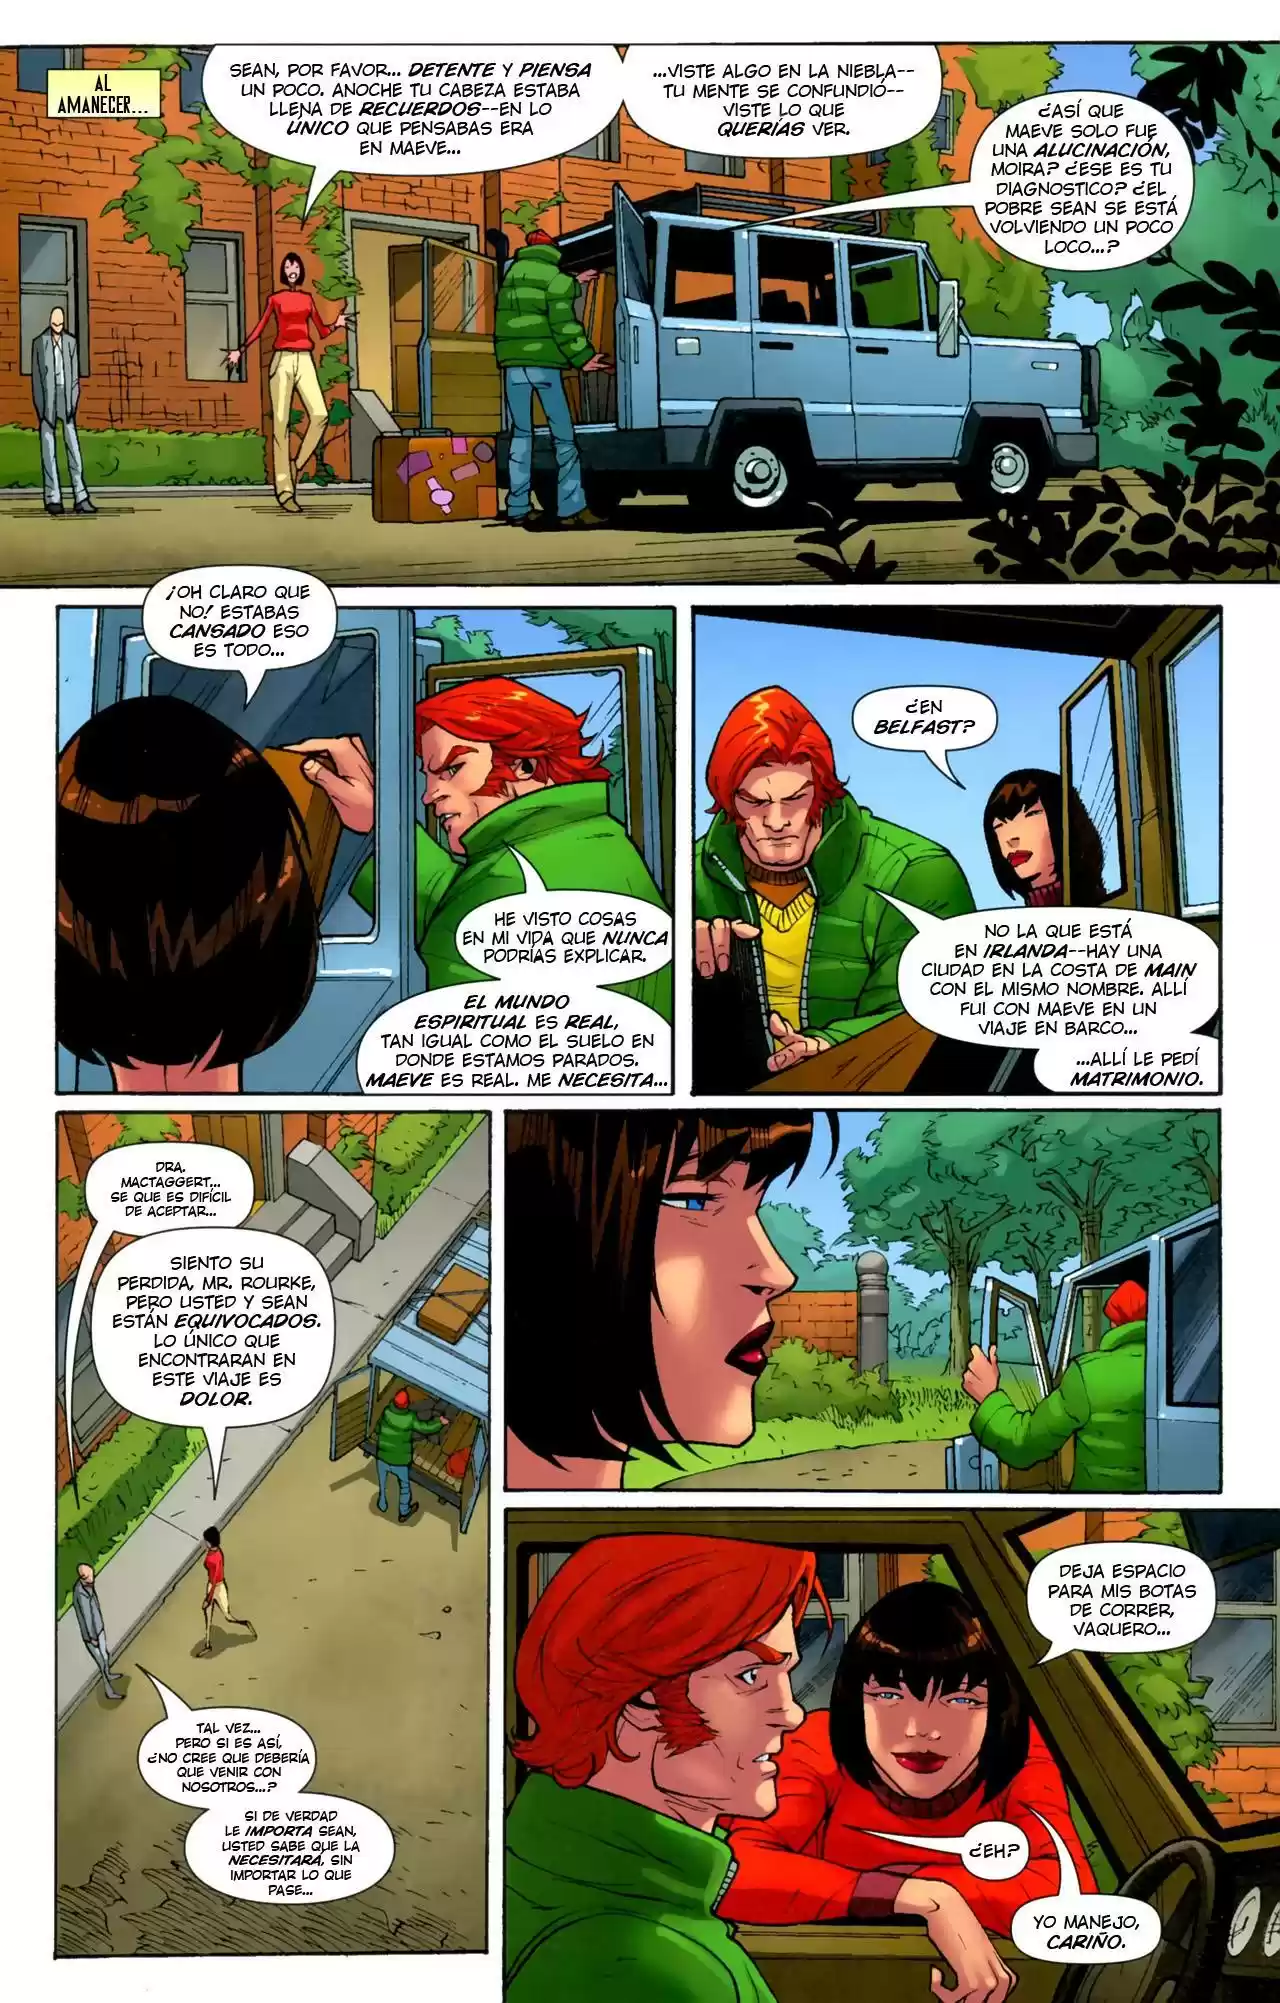 AL
AMANECER...
SEAN, POR FAVOR... DETENTE Y PIENSA
UN POCO. ANOCHE TU CABEZA ESTABA
LLENA DE RECUERDOS--EN LO
ÚNICO QUE PENSABAS ERA
EN MAEVE...
...VISTE ALGO EN LA NIEBLA--
TU MENTE SE CONFUNDIÓ--
VISTE LO QUE
QUERÍAS VER.
¿ASÍ QUE
MAEVE SOLO FUE
UNA ALUCINACIÓN,
MOIRA? ¿ESE ES TU
DIAGNOSTICO? ¿EL
POBRE SEAN SE ESTÁ
VOLVIENDO UN POCO
LOCO...?
¡OH CLARO QUE
NO! ESTABAS
CANSADO ESO
ES TODO...
HE VISTO COSAS
EN MI VIDA QUE NUNCA
PODRÍAS EXPLICAR.
EL MUNDO
ESPIRITUAL ES REAL,
TAN IGUAL COMO EL SUELO EN
DONDE ESTAMOS PARADOS.
MAEVE ES REAL. ME NECESITA...
¿EN
BELFAST?
NO LA QUE ESTÁ
EN IRLANDA--HAY UNA
CIUDAD EN LA COSTA DE MAIN
CON EL MISMO NOMBRE. ALLÍ
FUI CON MAEVE EN UN
VIAJE EN BARCO...
...ALLÍ LE PEDÍ
MATRIMONIO.
DRA.
MACTAGGERT...
SE QUE ES DIFÍCIL
DE ACEPTAR...
SIENTO SU
PERDIDA, MR. ROURKE,
PERO USTED Y SEAN
ESTÁN EQUIVOCADOS.
LO ÚNICO QUE
ENCONTRARAN EN
ESTE VIAJE ES
DOLOR.
TAL VEZ...
PERO SI ES ASÍ,
¿NO CREE QUE DEBERÍA
QUE VENIR CON
NOSOTROS...?
SI DE VERDAD
LE IMPORTA SEAN,
USTED SABE QUE LA
NECESITARÁ, SIN
IMPORTAR LO QUE
PASE...
DEJA ESPACIO
PARA MIS BOTAS
DE CORRER,
VAQUERO...
¿EH?
YO MANEJO,
CARIÑO.